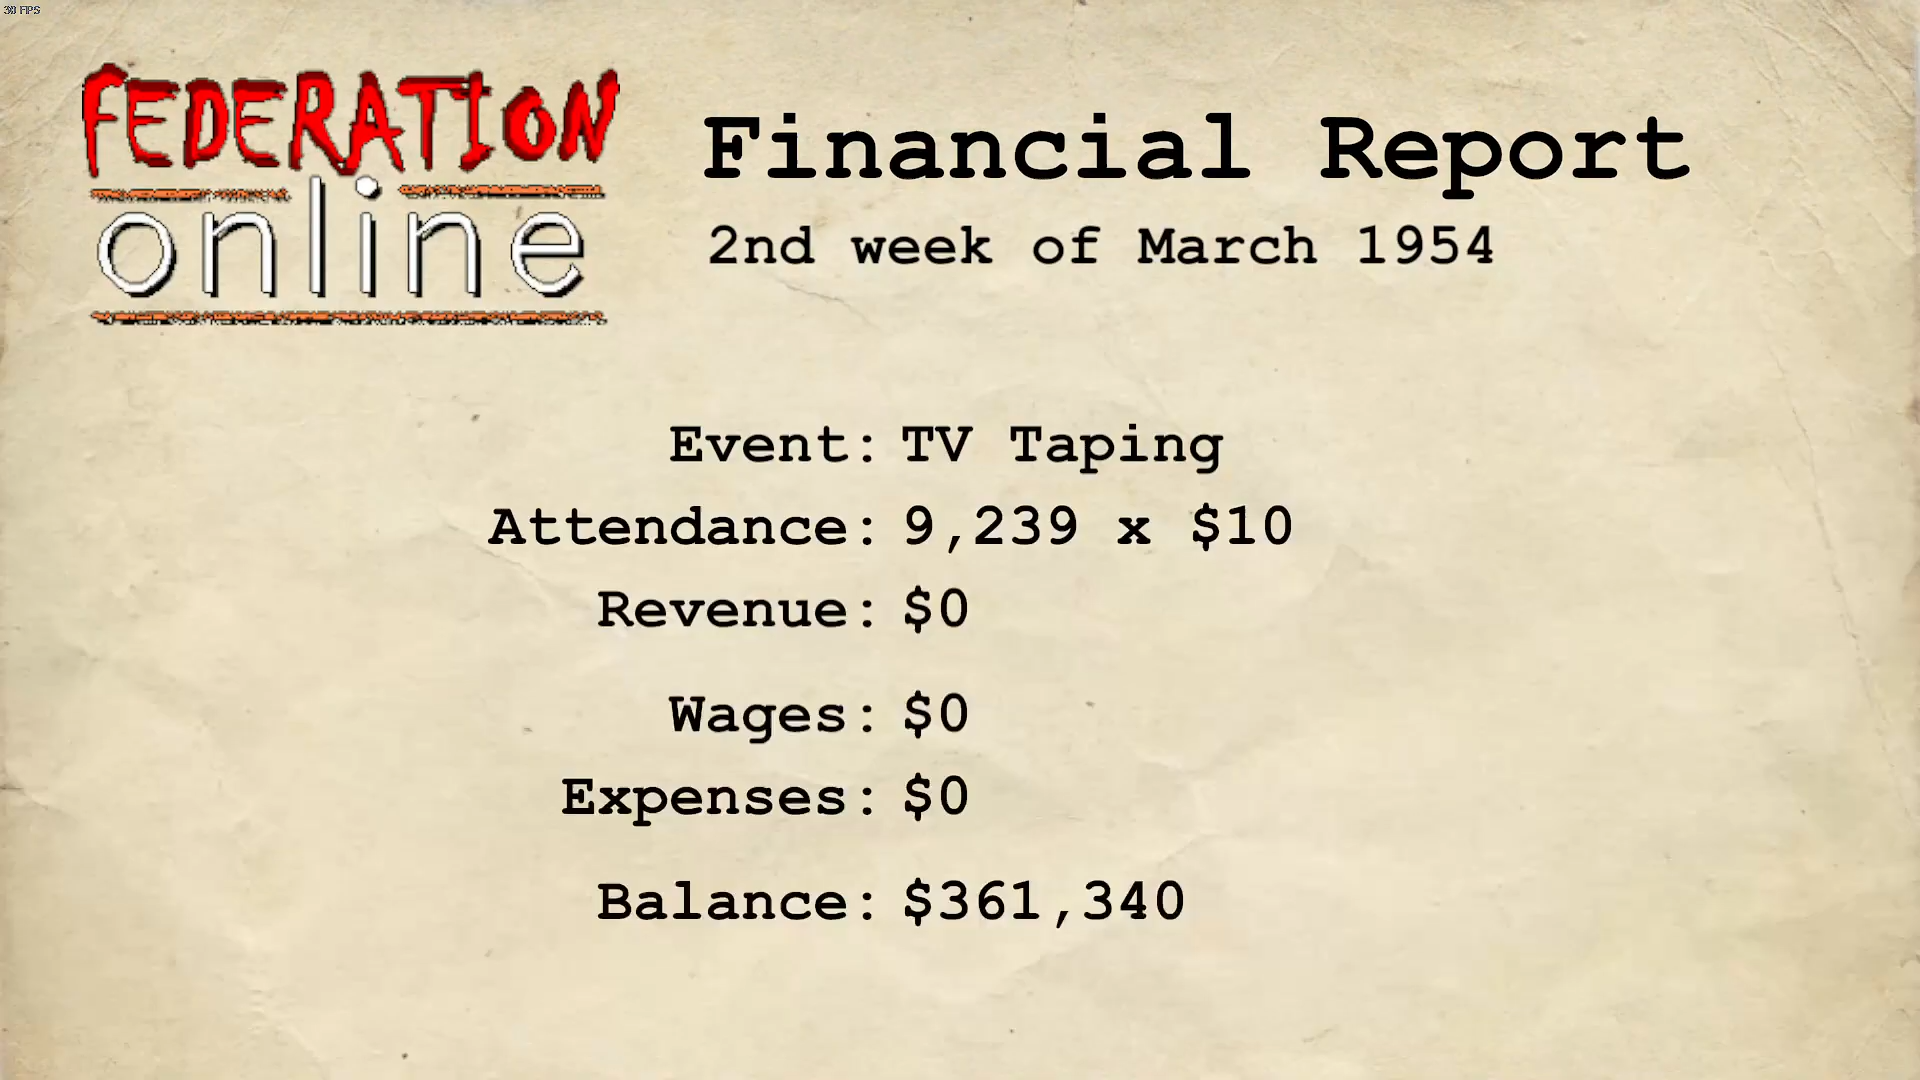 30 FPS
FEDERATION
online
Financial Report
2nd week of March 1954
Event: TV Taping
Attendance: 9,239 x $10
Revenue: $0
Wages: $0
Expenses: $0
Balance: $361,340